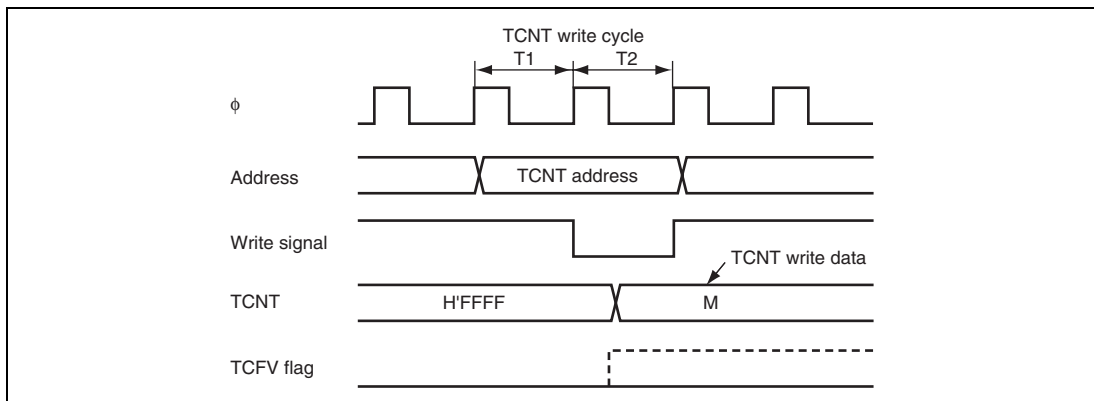 TCNT write cycle
T1 T2
ϕ
Address TCNT address
Write signal
TCNT write data
TCNT H'FFFF M
TCFV flag